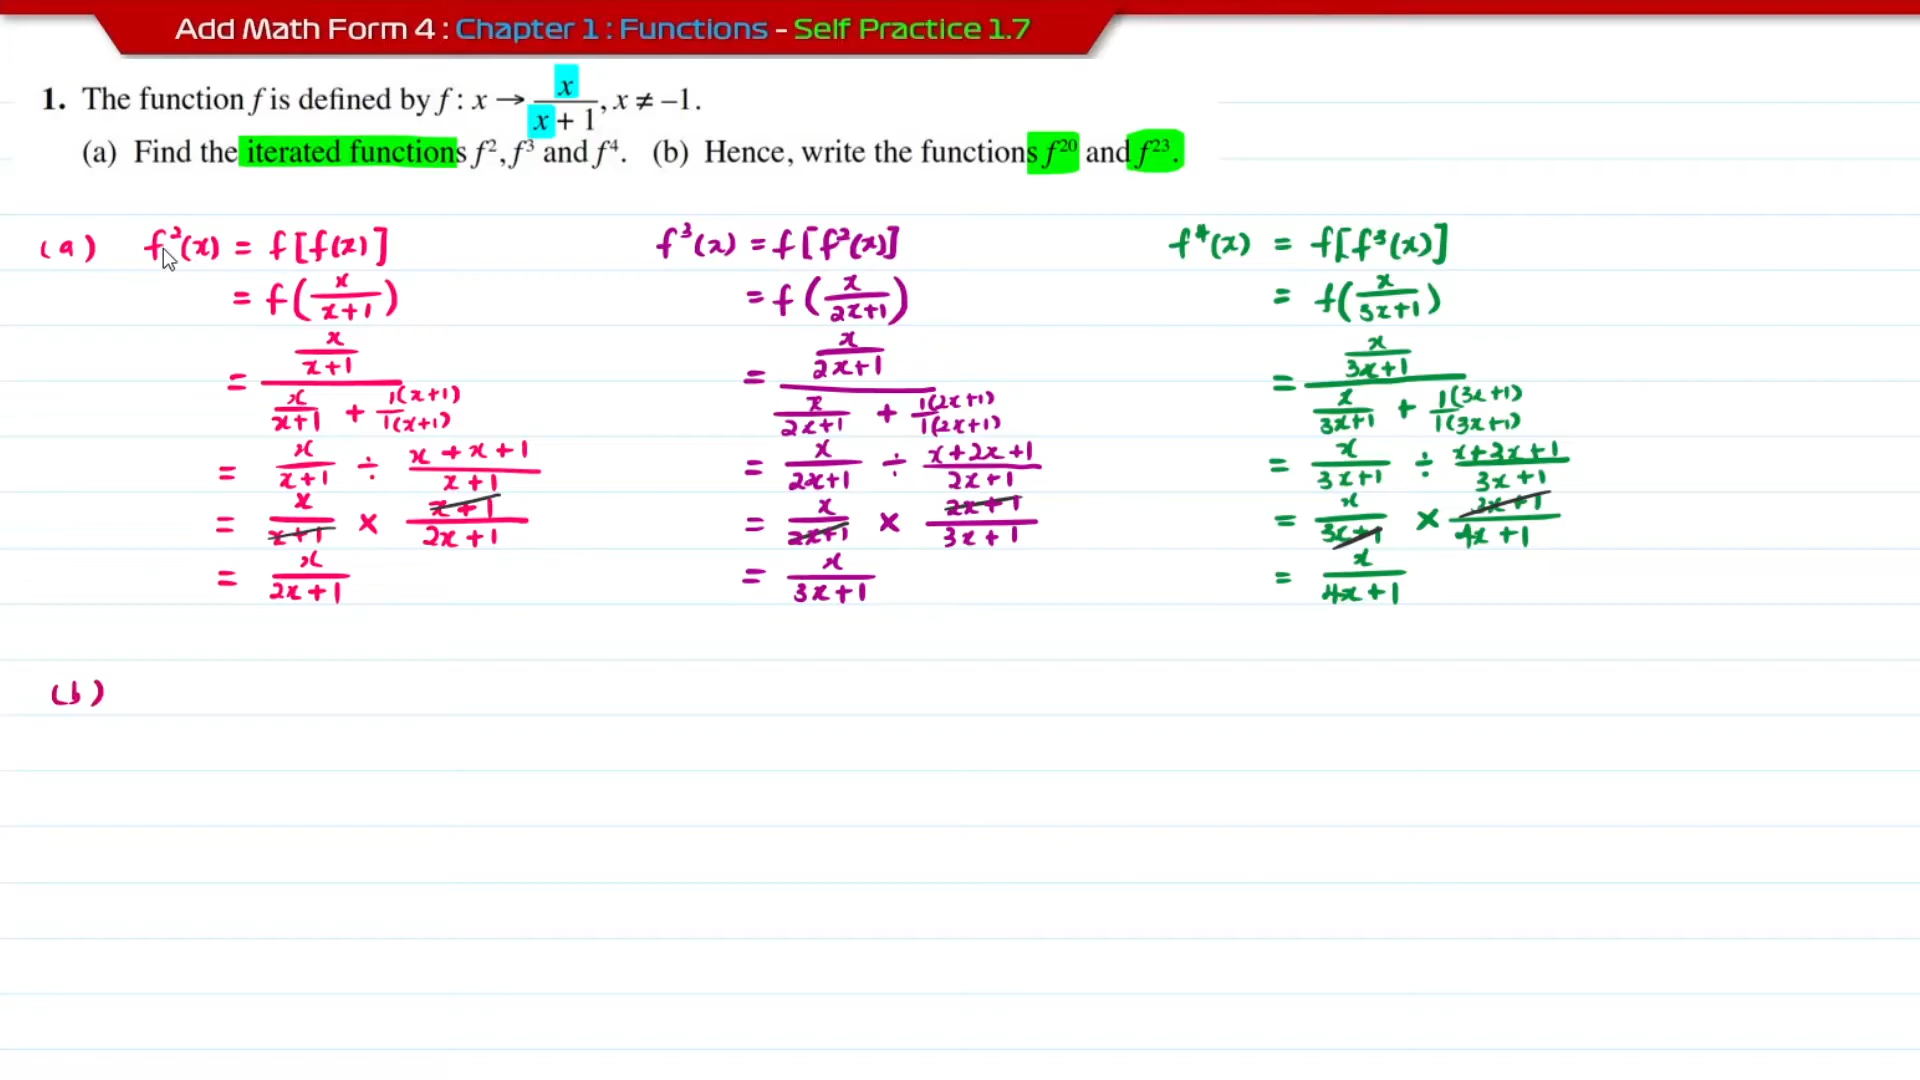 Add Math Form 4 : Chapter 1 : Functions - Self Practice 1.7
1. The function f is defined by f : x → x/(x + 1), x ≠ –1.
(a) Find the iterated functions f², f³ and f⁴. (b) Hence, write the functions f²⁰ and f²³.
(a) f²(x) = f[f(x)]
= f(x/(x+1))
= (x/(x+1)) / (x/(x+1) + 1(x+1)/1(x+1))
= x/(x+1) ÷ (x+x+1)/(x+1)
= x/(x+1) × (x+1)/(2x+1)
= x/(2x+1)
f³(x) = f[f²(x)]
= f(x/(2x+1))
= (x/(2x+1)) / (x/(2x+1) + 1(2x+1)/1(2x+1))
= x/(2x+1) ÷ (x+2x+1)/(2x+1)
= x/(2x+1) × (2x+1)/(3x+1)
= x/(3x+1)
f⁴(x) = f[f³(x)]
= f(x/(3x+1))
= (x/(3x+1)) / (x/(3x+1) + 1(3x+1)/1(3x+1))
= x/(3x+1) ÷ (x+3x+1)/(3x+1)
= x/(3x+1) × (3x+1)/(4x+1)
= x/(4x+1)
(b)